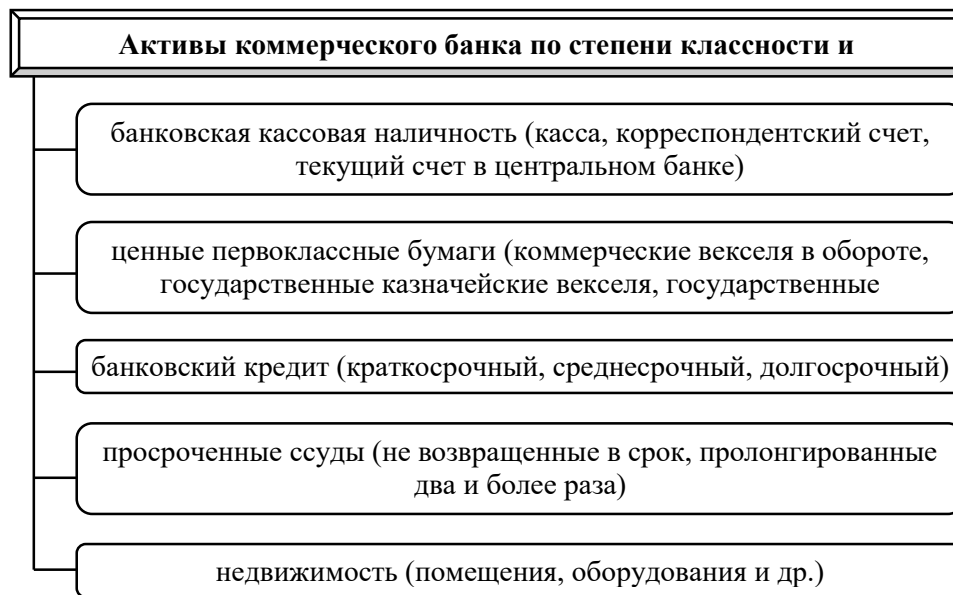 Активы коммерческого банка по степени классности и
банковская кассовая наличность (касса, корреспондентский счет,
текущий счет в центральном банке)
ценные первоклассные бумаги (коммерческие векселя в обороте,
государственные казначейские векселя, государственные
банковский кредит (краткосрочный, среднесрочный, долгосрочный)
просроченные ссуды (не возвращенные в срок, пролонгированные
два и более раза)
недвижимость (помещения, оборудования и др.)